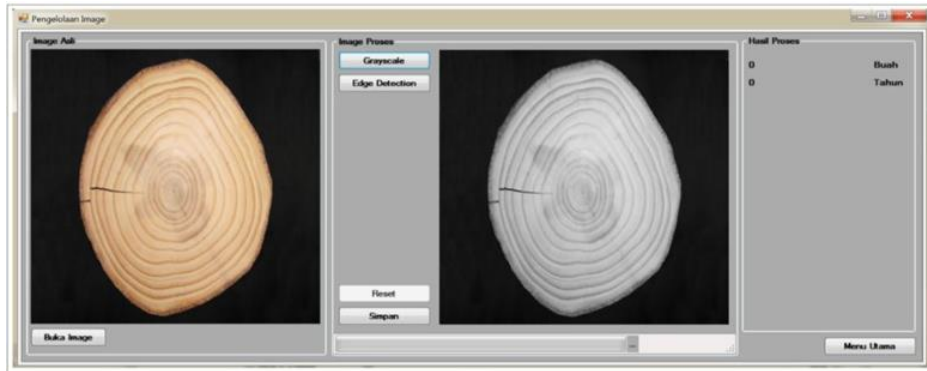 Pengelolaan Image
Image Asli
Buka Image
Image Proses
Grayscale
Edge Detection
Reset
Simpan
Hasil Proses
0 Buah
0 Tahun
Menu Utama